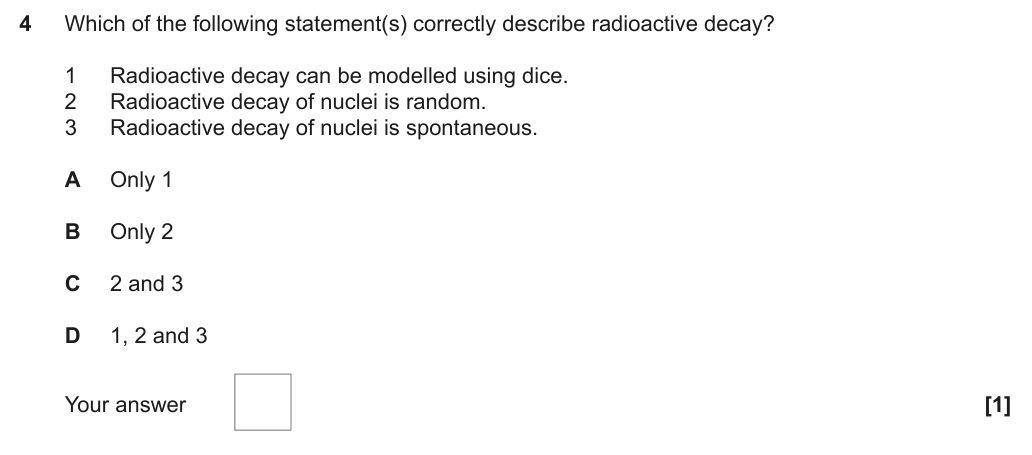 4 Which of the following statement(s) correctly describe radioactive decay?
1 Radioactive decay can be modelled using dice.
2 Radioactive decay of nuclei is random.
3 Radioactive decay of nuclei is spontaneous.
A Only 1
B Only 2
C 2 and 3
D 1, 2 and 3
Your answer [1]